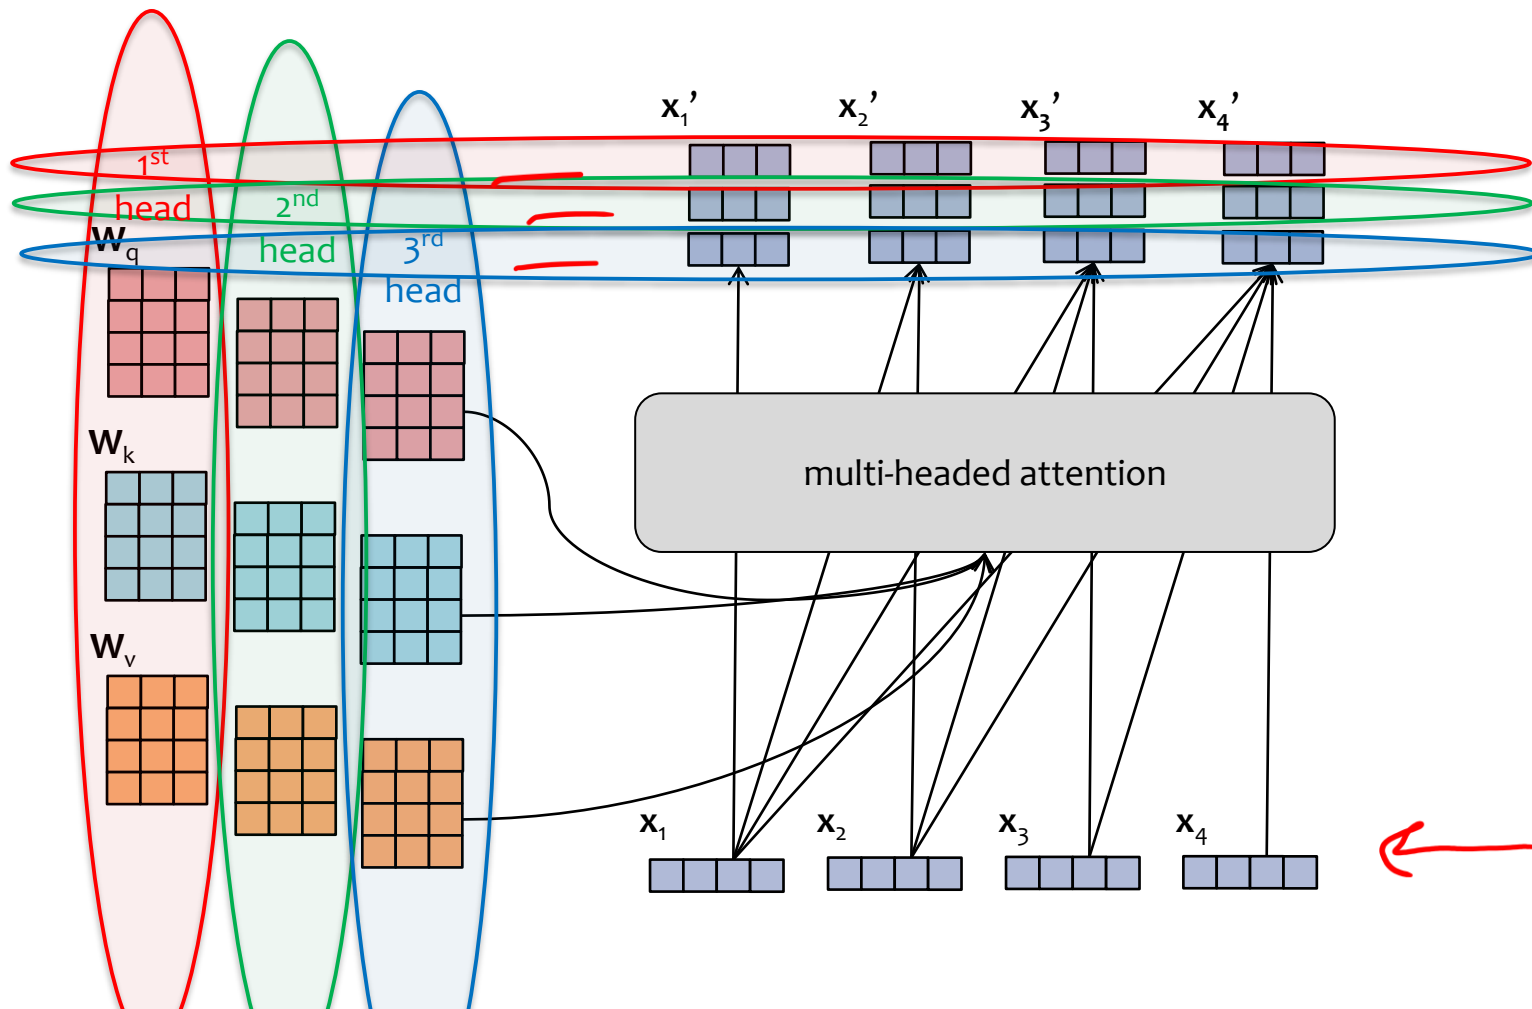 x₁’ x₂’ x₃’ x₄’
1st
head
2nd
head
3rd
head
Wq
Wk
Wv
multi-headed attention
x₁ x₂ x₃ x₄